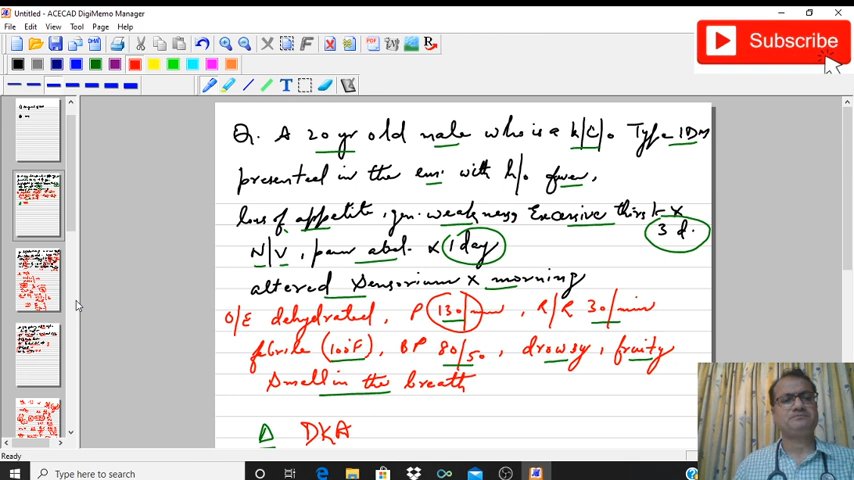 Untitled - ACECAD DigiMemo Manager
File Edit View Tool Page Help
Subscribe
Q. A 20 yr old male who is a k/c/o Type 1 DM
presented in the em. with h/o fever,
loss of appetite, gen. weakness, Excessive thirst x 3 d.
N/V, pain abd. x 1 day
altered Sensorium x morning
O/E dehydrated, P 130/min, R/R 30/min
febrile (100F), BP 80/50, drowsy, fruity
Smell in the breath
Δ DKA
Ready
Type here to search